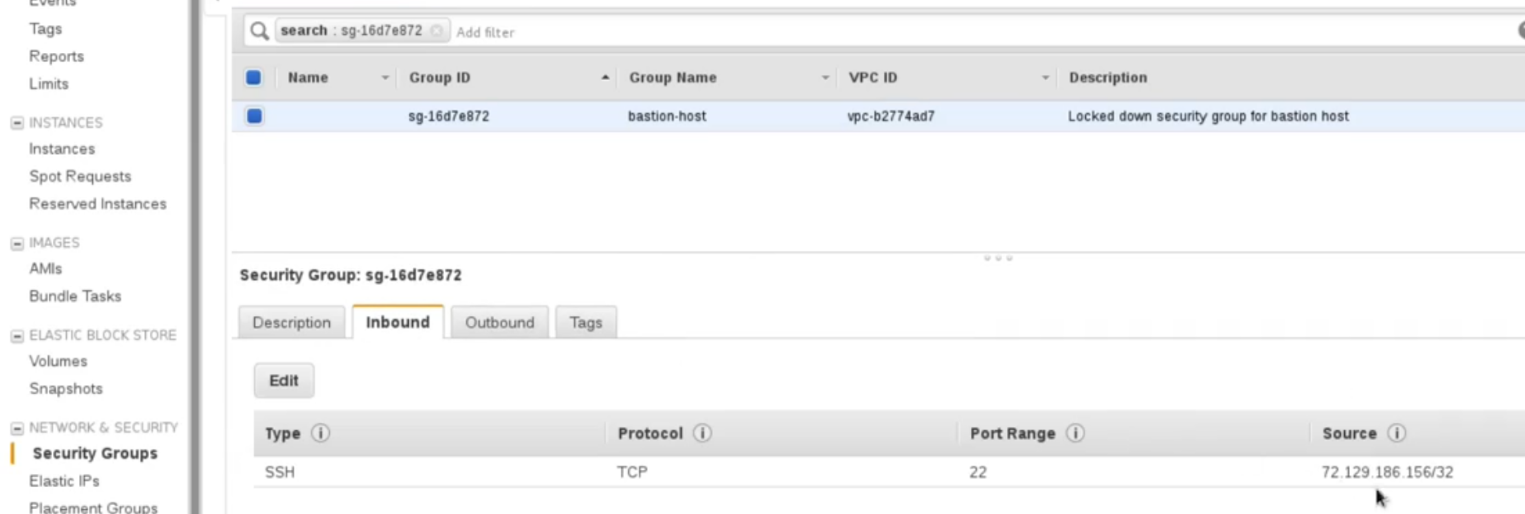 Events
Tags
Reports
Limits
INSTANCES
Instances
Spot Requests
Reserved Instances
IMAGES
AMIs
Bundle Tasks
ELASTIC BLOCK STORE
Volumes
Snapshots
NETWORK & SECURITY
Security Groups
Elastic IPs
Placement Groups
search : sg-16d7e872 Add filter
Name Group ID Group Name VPC ID Description
sg-16d7e872 bastion-host vpc-b2774ad7 Locked down security group for bastion host
Security Group: sg-16d7e872
Description Inbound Outbound Tags
Edit
Type Protocol Port Range Source
SSH TCP 22 72.129.186.156/32